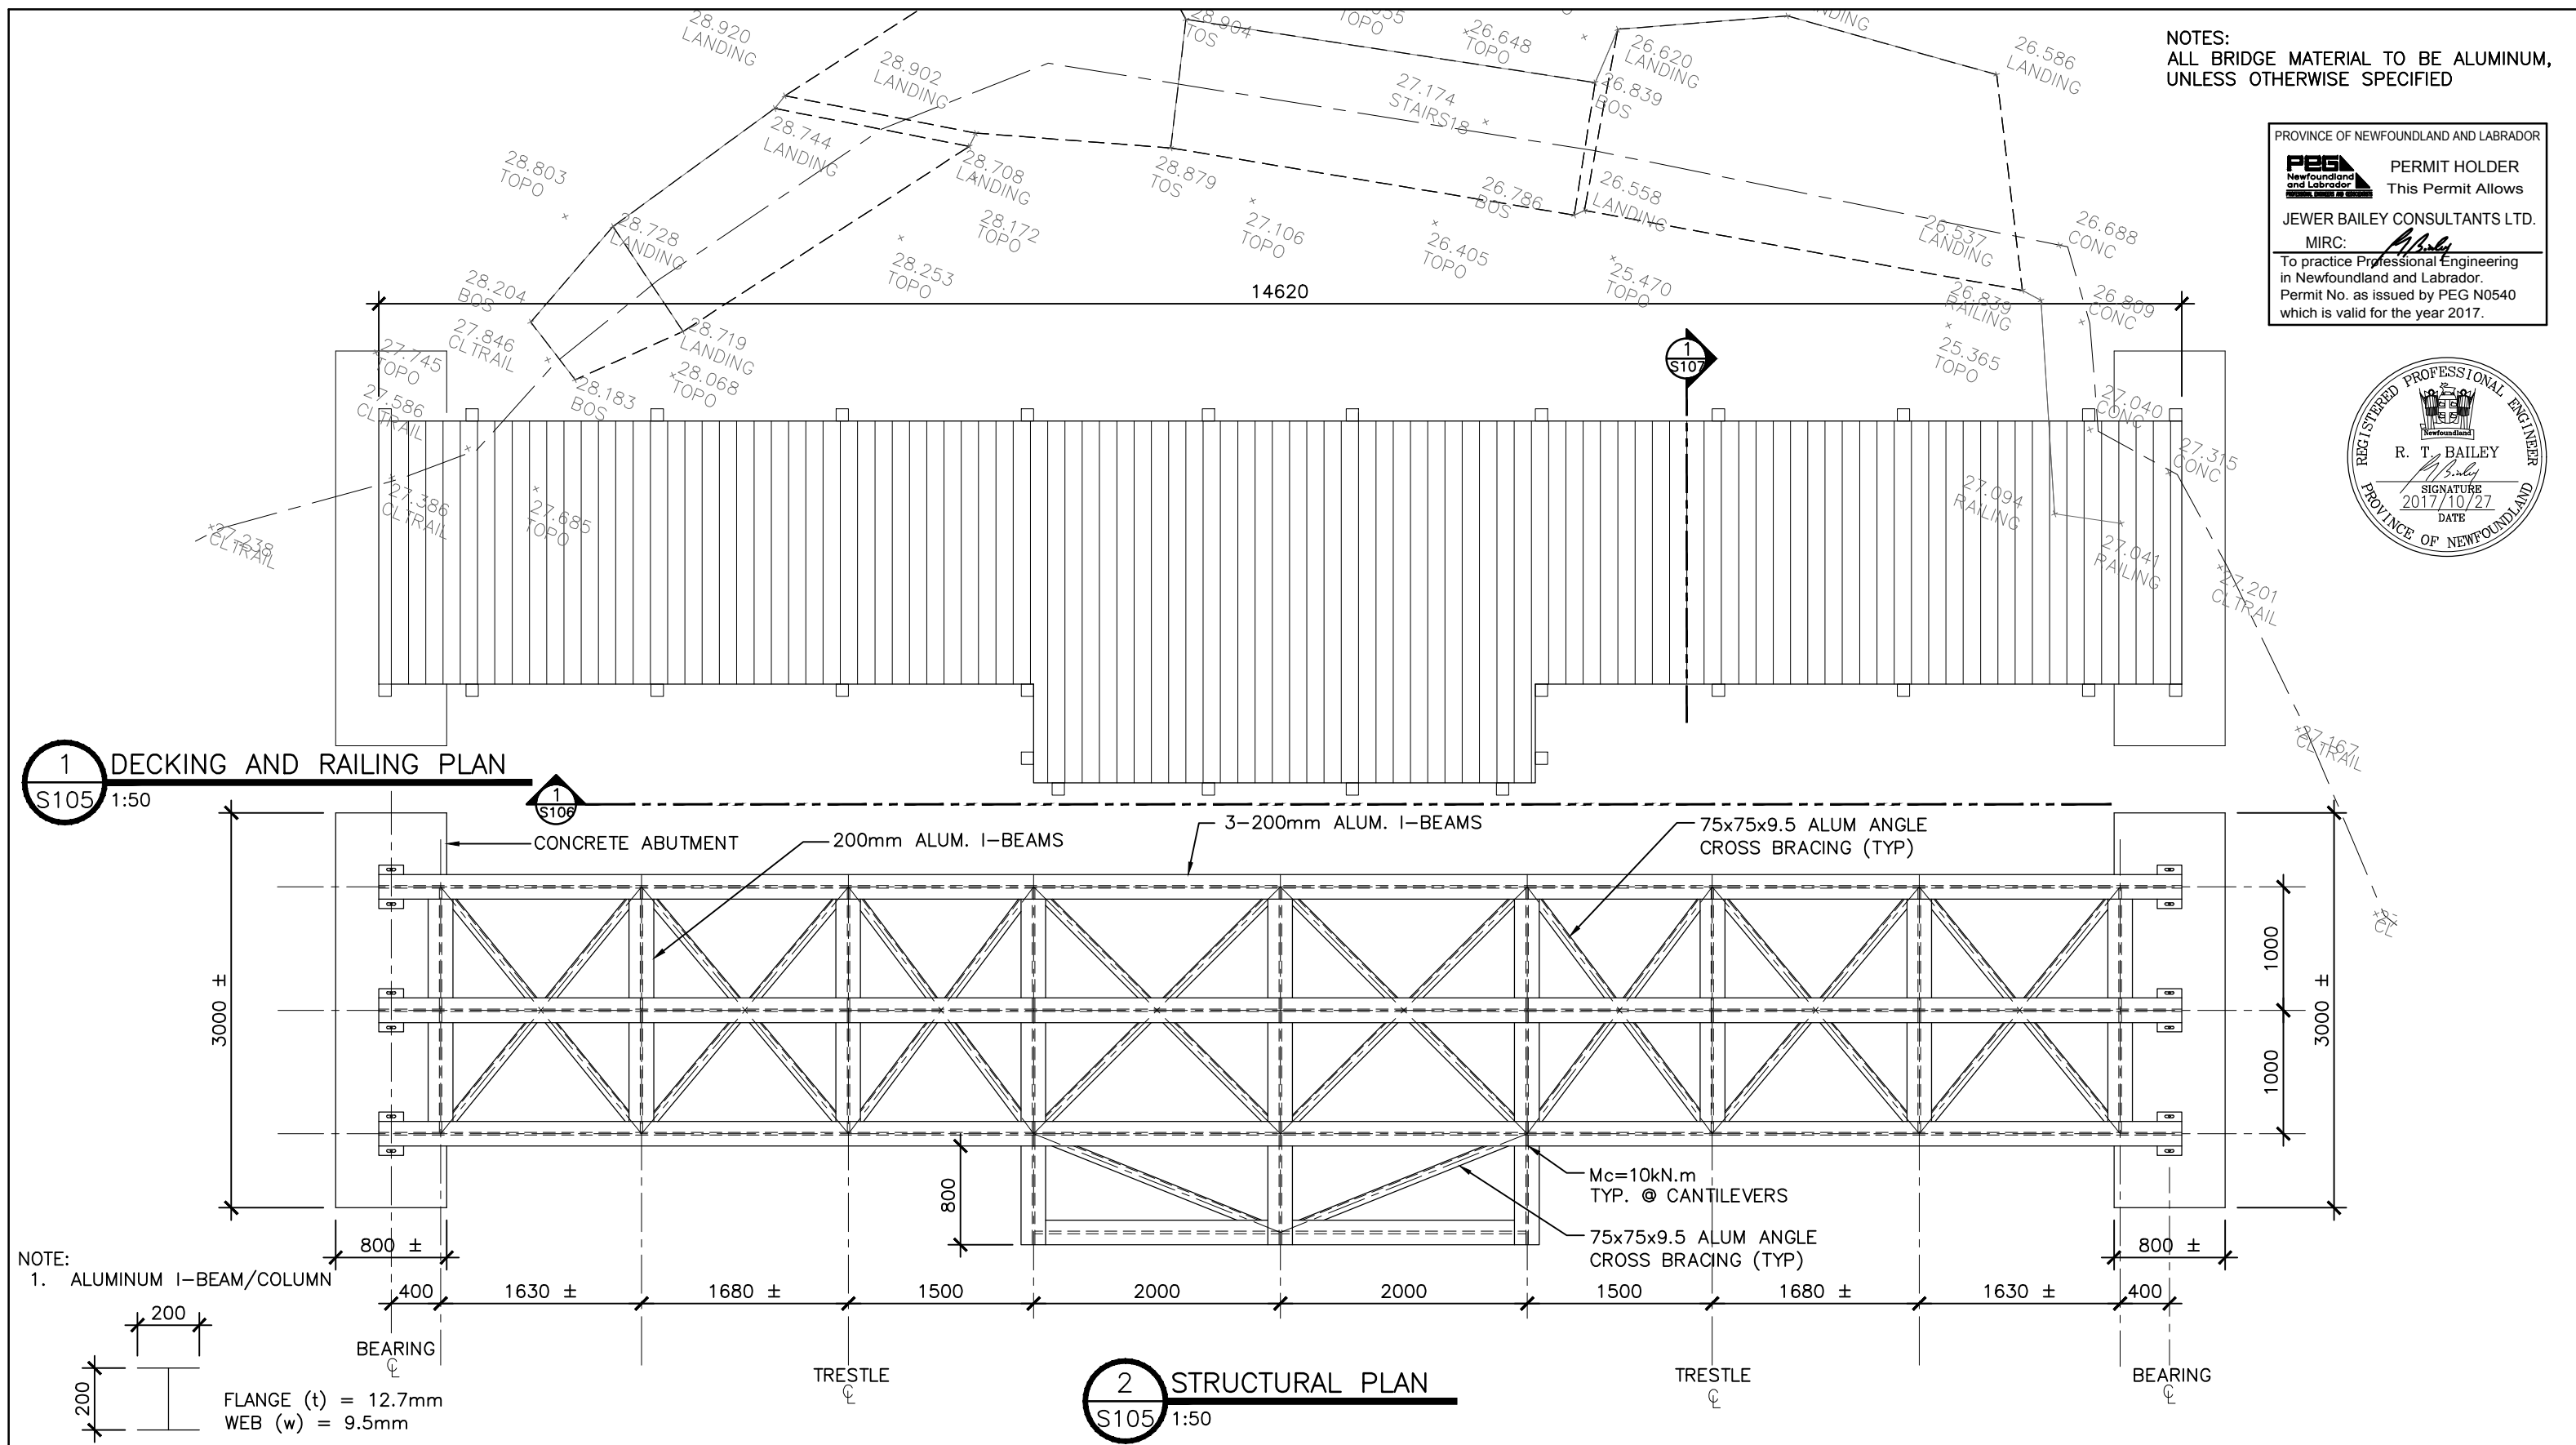 28.920
LANDING
28.902
LANDING
28.904
TOS
TOPO
26.648
TOPO
26.620
LANDING
26.586
LANDING
27.174
STAIRS18
26.839
BOS
28.744
LANDING
28.708
LANDING
28.803
TOPO
28.879
TOS
26.786
BOS
26.558
LANDING
28.728
LANDING
28.172
TOPO
27.106
TOPO
26.405
TOPO
26.537
LANDING
26.688
CONC
28.253
TOPO
25.470
TOPO
28.204
BOS
26.839
RAILING
26.809
CONC
27.846
CLTRAIL
28.719
LANDING
25.365
TOPO
27.745
TOPO
28.068
TOPO
28.183
BOS
27.586
CLTRAIL
27.040
CONC
27.315
CONC
27.386
CLTRAIL
27.685
TOPO
27.094
RAILING
27.238
CLTRAIL
27.041
RAILING
27.201
CLTRAIL
27.167
CLTRAIL
CL
14620
1
S107
NOTES:
ALL BRIDGE MATERIAL TO BE ALUMINUM,
UNLESS OTHERWISE SPECIFIED
PROVINCE OF NEWFOUNDLAND AND LABRADOR
PEG
Newfoundland
and Labrador
PERMIT HOLDER
This Permit Allows
JEWER BAILEY CONSULTANTS LTD.
MIRC:
To practice Professional Engineering
in Newfoundland and Labrador.
Permit No. as issued by PEG N0540
which is valid for the year 2017.
REGISTERED PROFESSIONAL ENGINEER
Newfoundland
R. T. BAILEY
SIGNATURE
2017/10/27
DATE
PROVINCE OF NEWFOUNDLAND
1
S105
DECKING AND RAILING PLAN
1:50
1
S106
CONCRETE ABUTMENT
200mm ALUM. I-BEAMS
3-200mm ALUM. I-BEAMS
75x75x9.5 ALUM ANGLE
CROSS BRACING (TYP)
3000 ±
1000
1000
3000 ±
800
Mc=10kN.m
TYP. @ CANTILEVERS
75x75x9.5 ALUM ANGLE
CROSS BRACING (TYP)
800 ±
800 ±
400
1630 ±
1680 ±
1500
2000
2000
1500
1680 ±
1630 ±
400
BEARING
℄
TRESTLE
℄
TRESTLE
℄
BEARING
℄
NOTE:
1. ALUMINUM I-BEAM/COLUMN
200
200
FLANGE (t) = 12.7mm
WEB (w) = 9.5mm
2
S105
STRUCTURAL PLAN
1:50